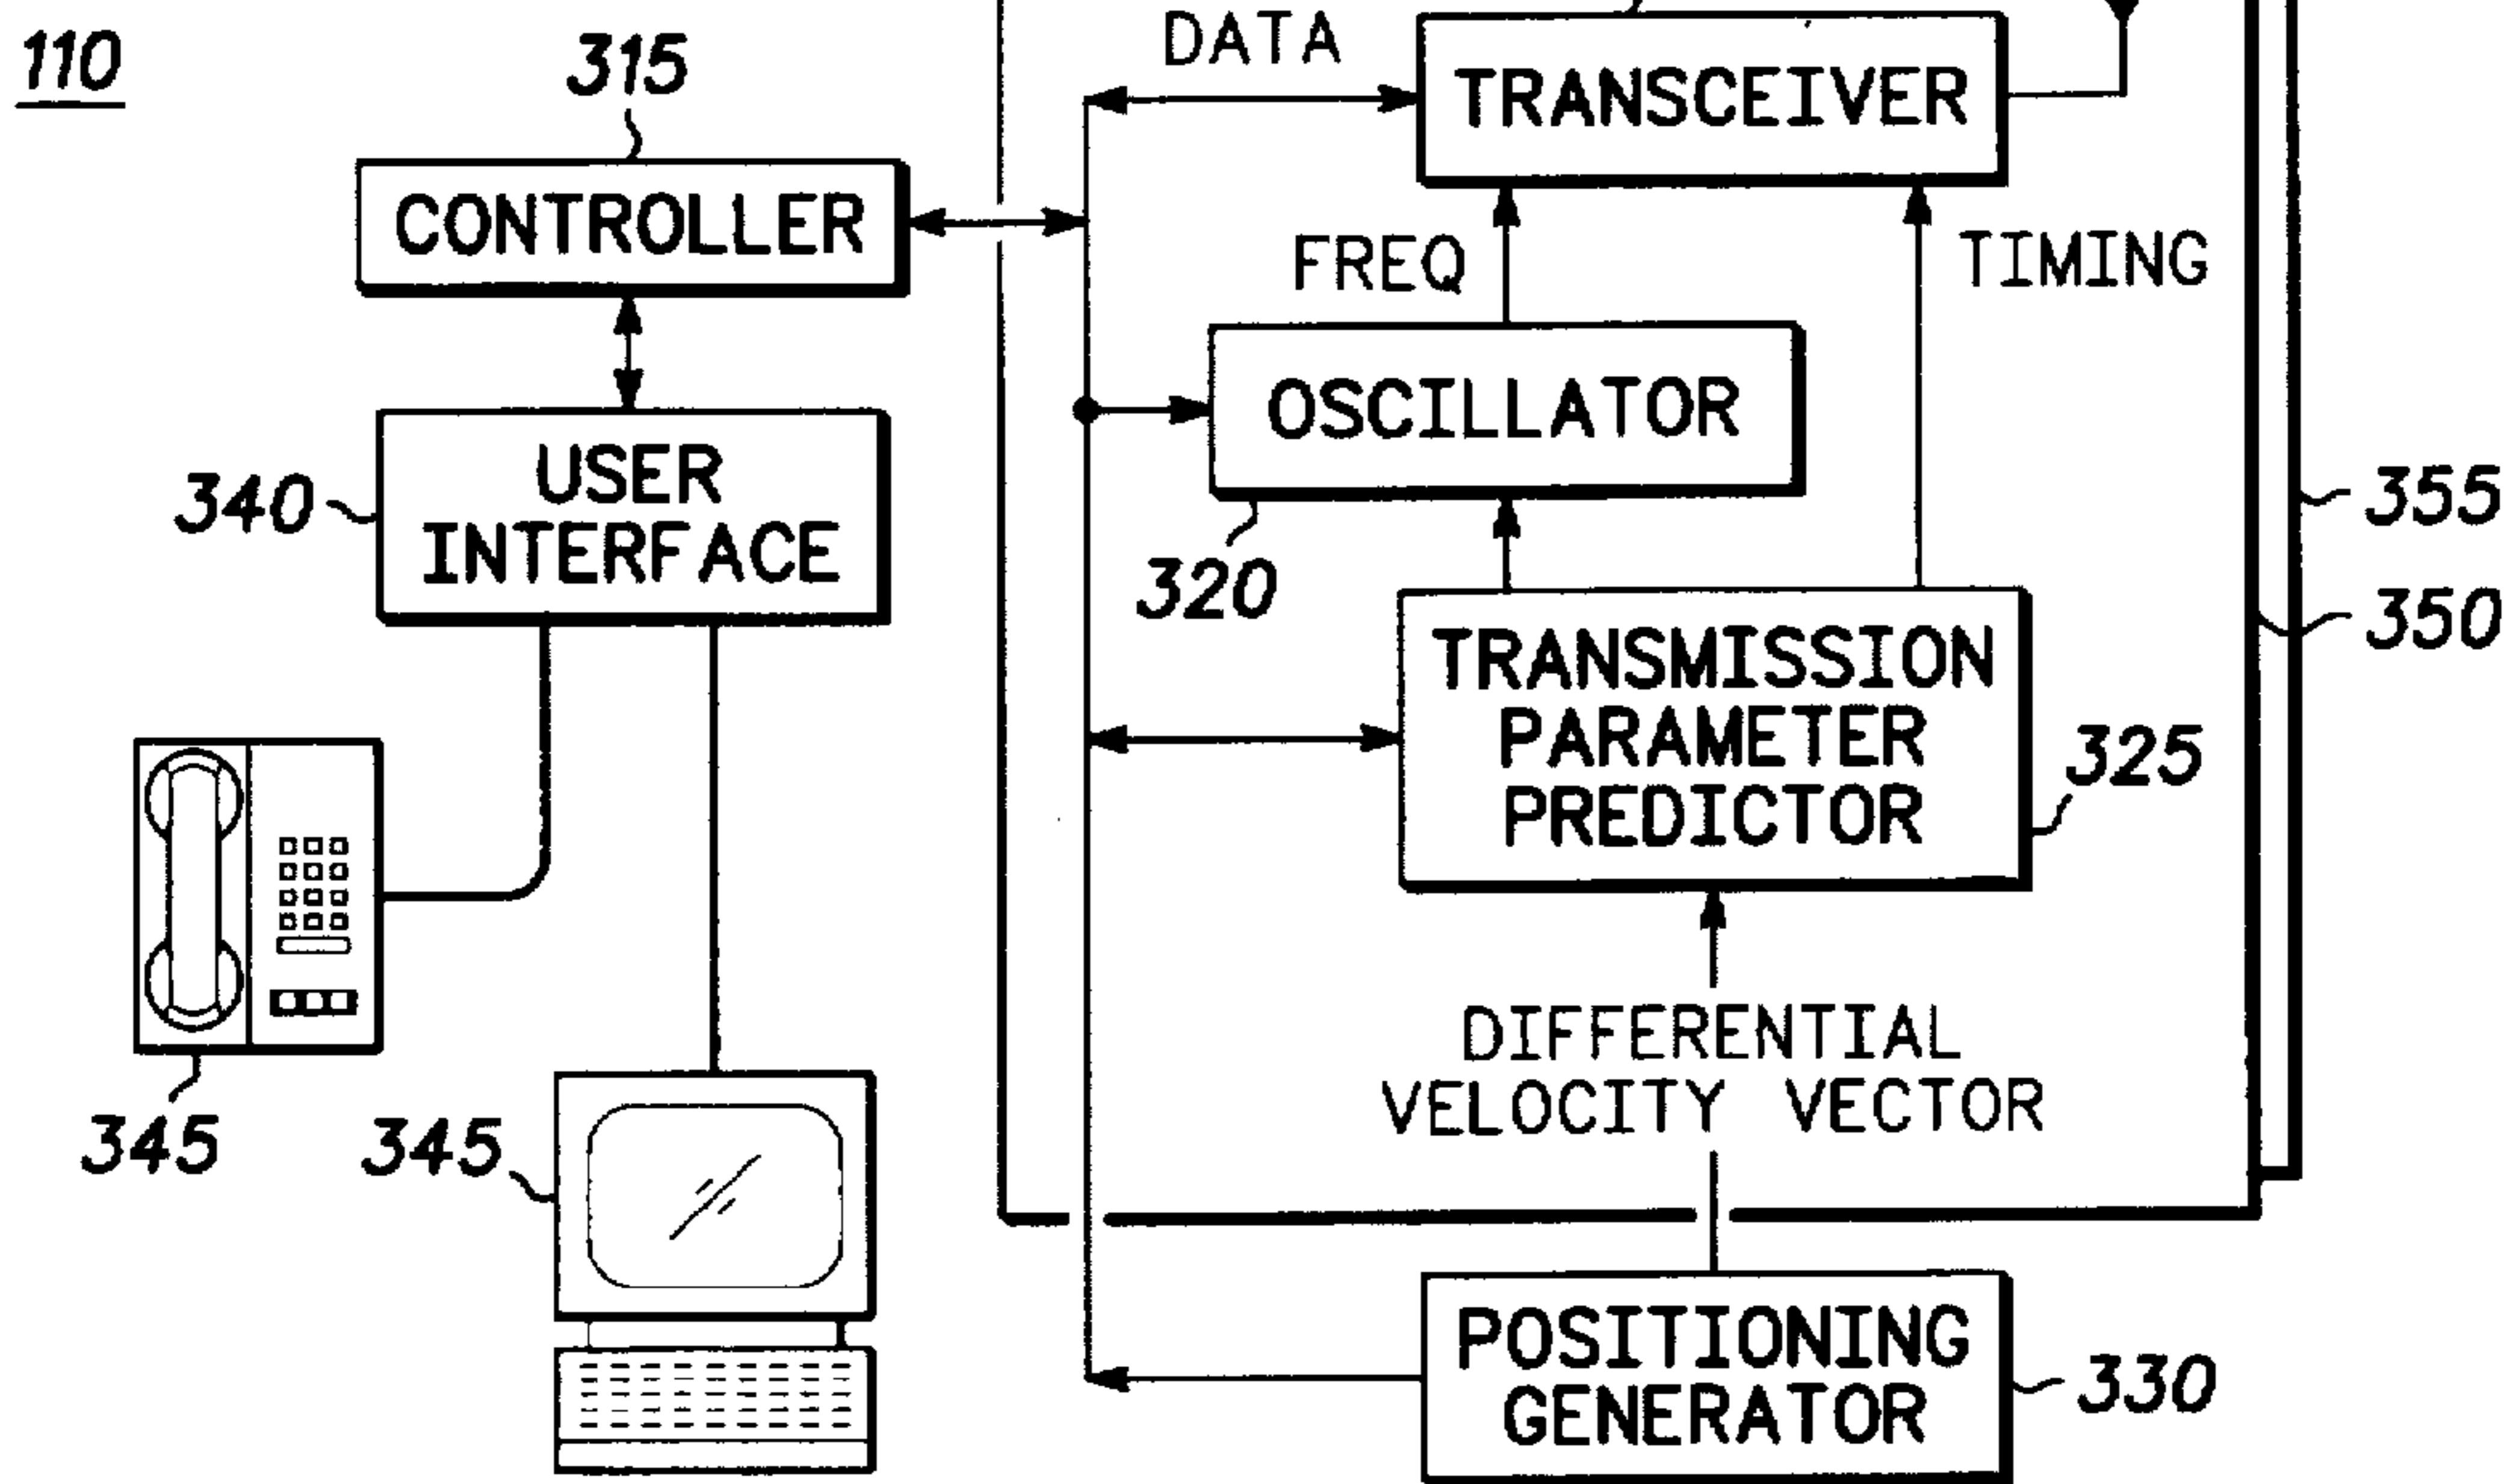 110
315
DATA
TRANSCEIVER
CONTROLLER
FREQ
TIMING
340
USER
INTERFACE
OSCILLATOR
320
355
350
TRANSMISSION
PARAMETER
PREDICTOR
325
345
345
DIFFERENTIAL
VELOCITY VECTOR
POSITIONING
GENERATOR
330